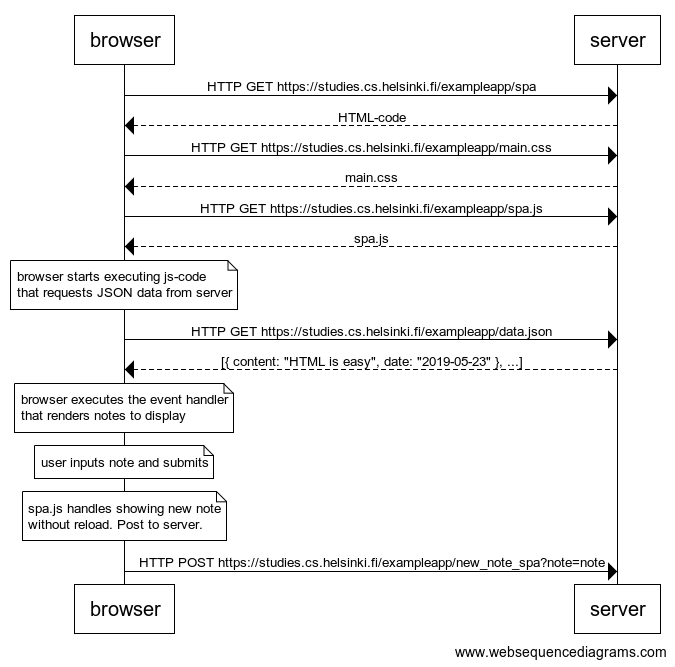 browser
server
HTTP GET https://studies.cs.helsinki.fi/exampleapp/spa
HTML-code
HTTP GET https://studies.cs.helsinki.fi/exampleapp/main.css
main.css
HTTP GET https://studies.cs.helsinki.fi/exampleapp/spa.js
spa.js
browser starts executing js-code
that requests JSON data from server
HTTP GET https://studies.cs.helsinki.fi/exampleapp/data.json
[{ content: "HTML is easy", date: "2019-05-23" }, ...]
browser executes the event handler
that renders notes to display
user inputs note and submits
spa.js handles showing new note
without reload. Post to server.
HTTP POST https://studies.cs.helsinki.fi/exampleapp/new_note_spa?note=note
browser
server
www.websequencediagrams.com